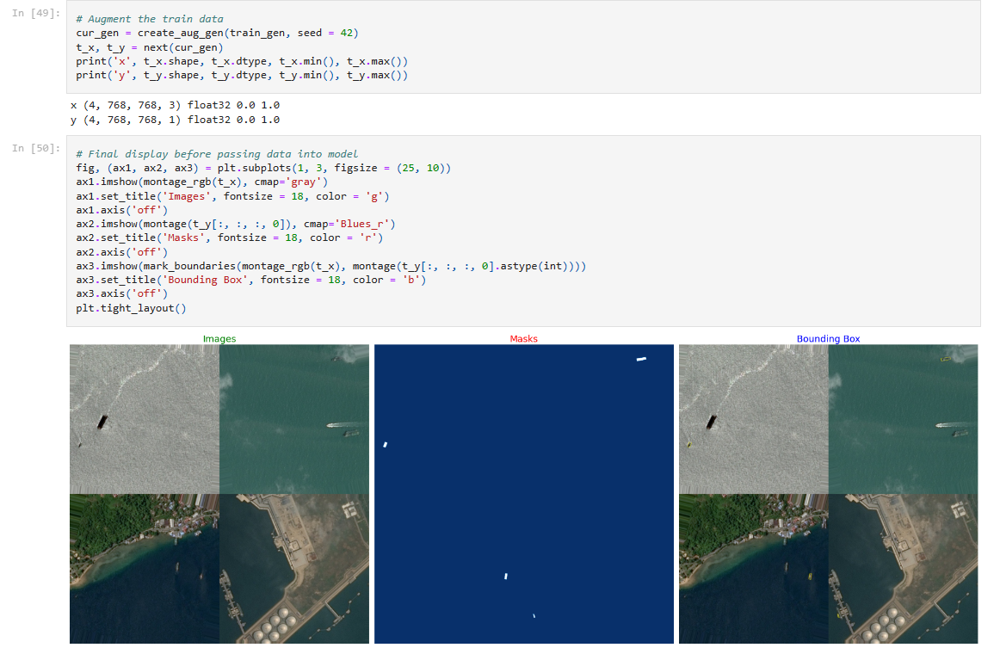 In [49]:
# Augment the train data
cur_gen = create_aug_gen(train_gen, seed = 42)
t_x, t_y = next(cur_gen)
print('x', t_x.shape, t_x.dtype, t_x.min(), t_x.max())
print('y', t_y.shape, t_y.dtype, t_y.min(), t_y.max())
x (4, 768, 768, 3) float32 0.0 1.0
y (4, 768, 768, 1) float32 0.0 1.0
In [50]:
# Final display before passing data into model
fig, (ax1, ax2, ax3) = plt.subplots(1, 3, figsize = (25, 10))
ax1.imshow(montage_rgb(t_x), cmap='gray')
ax1.set_title('Images', fontsize = 18, color = 'g')
ax1.axis('off')
ax2.imshow(montage(t_y[:, :, :, 0]), cmap='Blues_r')
ax2.set_title('Masks', fontsize = 18, color = 'r')
ax2.axis('off')
ax3.imshow(mark_boundaries(montage_rgb(t_x), montage(t_y[:, :, :, 0].astype(int))))
ax3.set_title('Bounding Box', fontsize = 18, color = 'b')
ax3.axis('off')
plt.tight_layout()
Images
Masks
Bounding Box